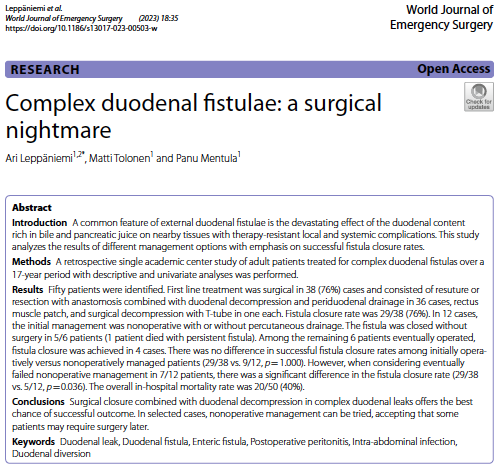 Leppäniemi et al.
World Journal of Emergency Surgery (2023) 18:35
https://doi.org/10.1186/s13017-023-00503-w
World Journal of
Emergency Surgery
RESEARCH
Open Access
Complex duodenal fistulae: a surgical
nightmare
Check for
updates
Ari Leppäniemi1,2*, Matti Tolonen1 and Panu Mentula1
Abstract
Introduction A common feature of external duodenal fistulae is the devastating effect of the duodenal content
rich in bile and pancreatic juice on nearby tissues with therapy-resistant local and systemic complications. This study
analyzes the results of different management options with emphasis on successful fistula closure rates.
Methods A retrospective single academic center study of adult patients treated for complex duodenal fistulas over a
17-year period with descriptive and univariate analyses was performed.
Results Fifty patients were identified. First line treatment was surgical in 38 (76%) cases and consisted of resuture
or resection with anastomosis combined with duodenal decompression and periduodenal drainage in 36 cases, rectus
muscle patch, and surgical decompression with T-tube in one each. Fistula closure rate was 29/38 (76%). In 12 cases,
the initial management was nonoperative with or without percutaneous drainage. The fistula was closed without
surgery in 5/6 patients (1 patient died with persistent fistula). Among the remaining 6 patients eventually operated,
fistula closure was achieved in 4 cases. There was no difference in successful fistula closure rates among initially opera-
tively versus nonoperatively managed patients (29/38 vs. 9/12, p = 1.000). However, when considering eventually
failed nonoperative management in 7/12 patients, there was a significant difference in the fistula closure rate (29/38
vs. 5/12, p = 0.036). The overall in-hospital mortality rate was 20/50 (40%).
Conclusions Surgical closure combined with duodenal decompression in complex duodenal leaks offers the best
chance of successful outcome. In selected cases, nonoperative management can be tried, accepting that some
patients may require surgery later.
Keywords Duodenal leak, Duodenal fistula, Enteric fistula, Postoperative peritonitis, Intra-abdominal infection,
Duodenal diversion